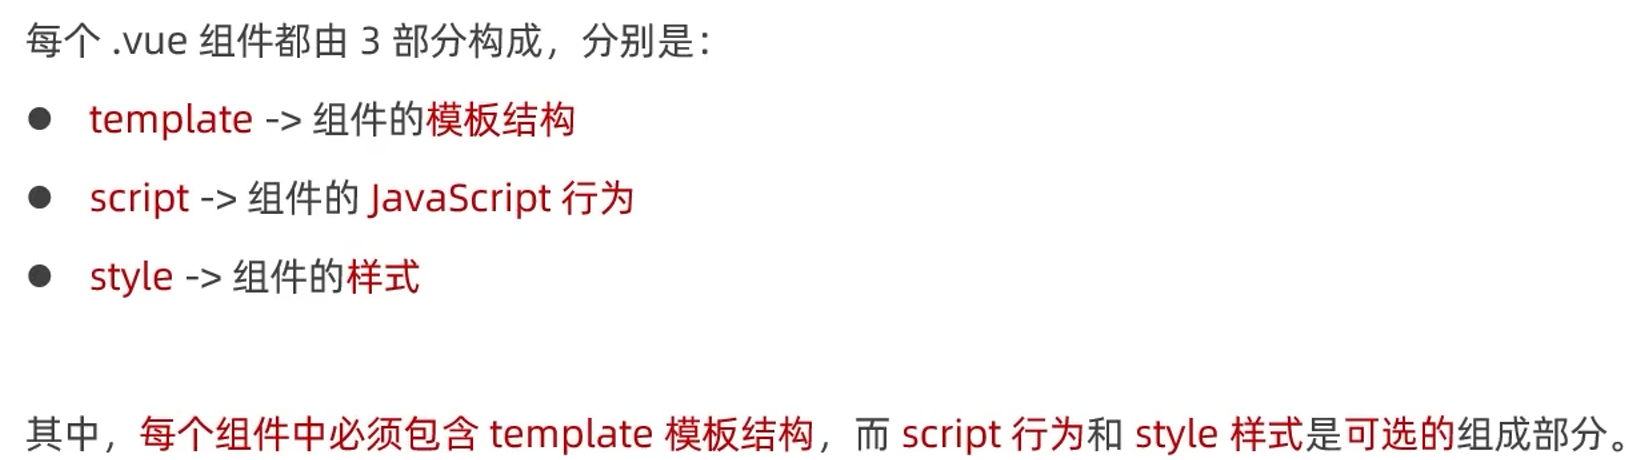 每个 .vue 组件都由 3 部分构成，分别是：
● template -> 组件的模板结构
● script -> 组件的 JavaScript 行为
● style -> 组件的样式
其中，每个组件中必须包含 template 模板结构，而 script 行为和 style 样式是可选的组成部分。